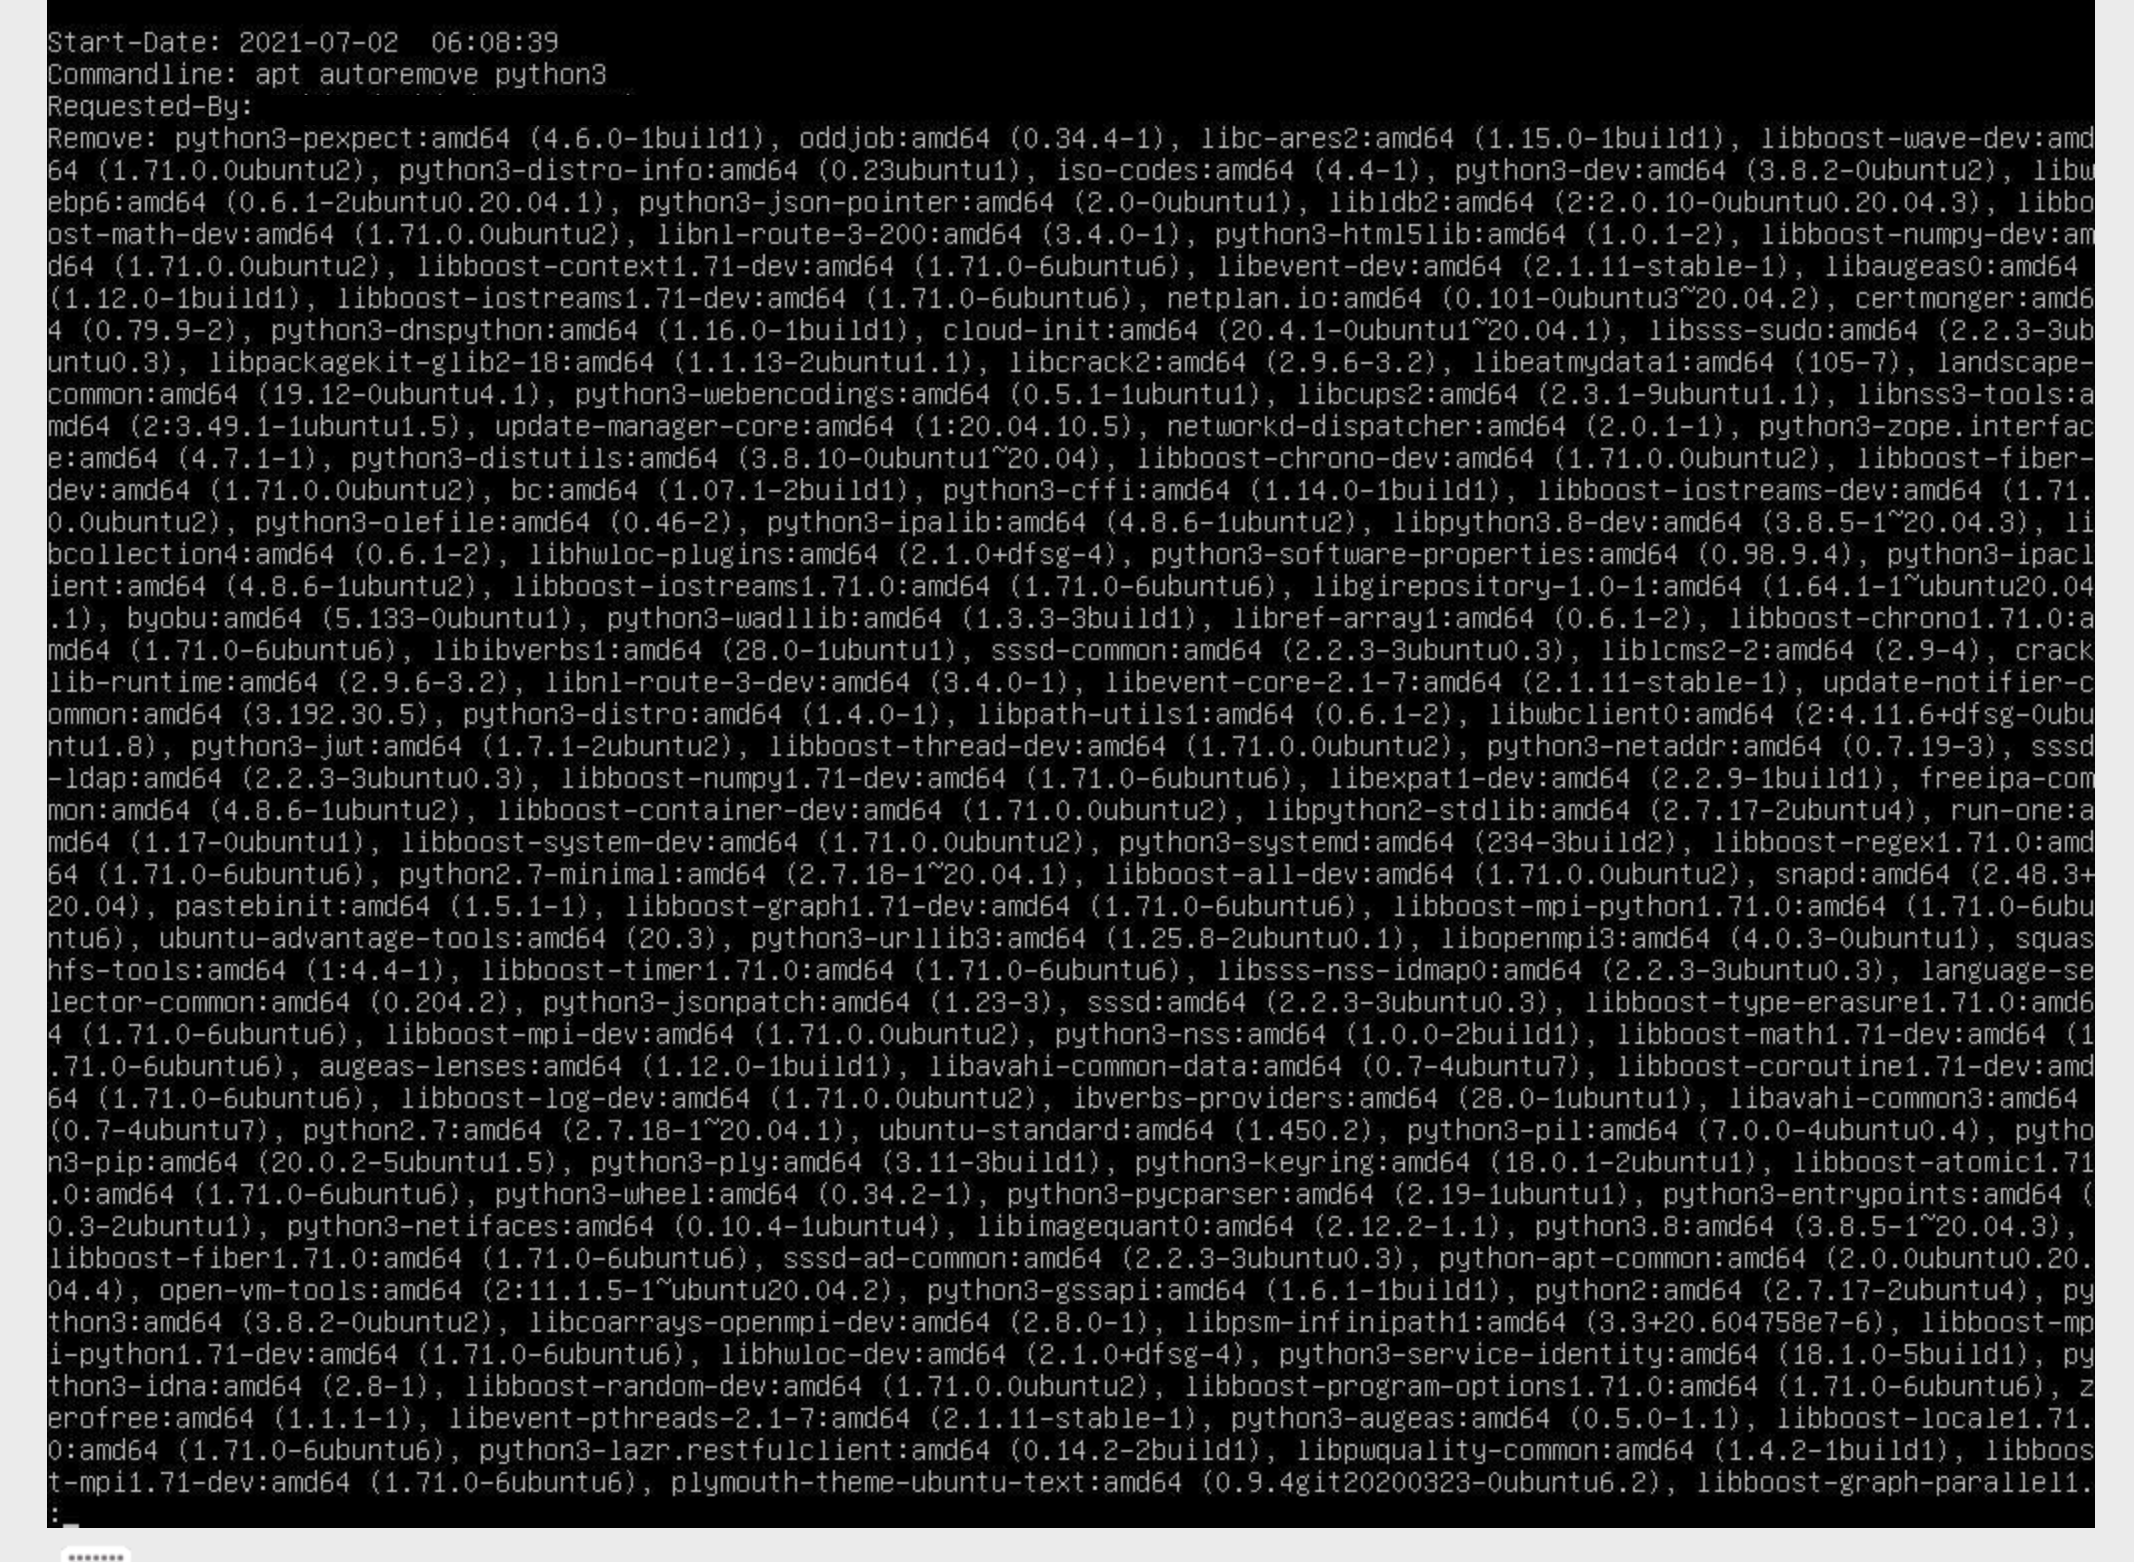 Start-Date: 2021-07-02  06:08:39
Commandline: apt autoremove python3
Requested-By:
Remove: python3-pexpect:amd64 (4.6.0-1build1), oddjob:amd64 (0.34.4-1), libc-ares2:amd64 (1.15.0-1build1), libboost-wave-dev:amd
64 (1.71.0.0ubuntu2), python3-distro-info:amd64 (0.23ubuntu1), iso-codes:amd64 (4.4-1), python3-dev:amd64 (3.8.2-0ubuntu2), libw
ebp6:amd64 (0.6.1-2ubuntu0.20.04.1), python3-json-pointer:amd64 (2.0-0ubuntu1), libldb2:amd64 (2:2.0.10-0ubuntu0.20.04.3), libbo
ost-math-dev:amd64 (1.71.0.0ubuntu2), libnl-route-3-200:amd64 (3.4.0-1), python3-html5lib:amd64 (1.0.1-2), libboost-numpy-dev:am
d64 (1.71.0.0ubuntu2), libboost-context1.71-dev:amd64 (1.71.0-6ubuntu6), libevent-dev:amd64 (2.1.11-stable-1), libaugeas0:amd64
(1.12.0-1build1), libboost-iostreams1.71-dev:amd64 (1.71.0-6ubuntu6), netplan.io:amd64 (0.101-0ubuntu3~20.04.2), certmonger:amd6
4 (0.79.9-2), python3-dnspython:amd64 (1.16.0-1build1), cloud-init:amd64 (20.4.1-0ubuntu1~20.04.1), libsss-sudo:amd64 (2.2.3-3ub
untu0.3), libpackagekit-glib2-18:amd64 (1.1.13-2ubuntu1.1), libcrack2:amd64 (2.9.6-3.2), libeatmydata1:amd64 (105-7), landscape-
common:amd64 (19.12-0ubuntu4.1), python3-webencodings:amd64 (0.5.1-1ubuntu1), libcups2:amd64 (2.3.1-9ubuntu1.1), libnss3-tools:a
md64 (2:3.49.1-1ubuntu1.5), update-manager-core:amd64 (1:20.04.10.5), networkd-dispatcher:amd64 (2.0.1-1), python3-zope.interfac
e:amd64 (4.7.1-1), python3-distutils:amd64 (3.8.10-0ubuntu1~20.04), libboost-chrono-dev:amd64 (1.71.0.0ubuntu2), libboost-fiber-
dev:amd64 (1.71.0.0ubuntu2), bc:amd64 (1.07.1-2build1), python3-cffi:amd64 (1.14.0-1build1), libboost-iostreams-dev:amd64 (1.71.
0.0ubuntu2), python3-olefile:amd64 (0.46-2), python3-ipalib:amd64 (4.8.6-1ubuntu2), libpython3.8-dev:amd64 (3.8.5-1~20.04.3), li
bcollection4:amd64 (0.6.1-2), libhwloc-plugins:amd64 (2.1.0+dfsg-4), python3-software-properties:amd64 (0.98.9.4), python3-ipacl
ient:amd64 (4.8.6-1ubuntu2), libboost-iostreams1.71.0:amd64 (1.71.0-6ubuntu6), libgirepository-1.0-1:amd64 (1.64.1-1~ubuntu20.04
.1), byobu:amd64 (5.133-0ubuntu1), python3-wadllib:amd64 (1.3.3-3build1), libref-array1:amd64 (0.6.1-2), libboost-chrono1.71.0:a
md64 (1.71.0-6ubuntu6), libibverbs1:amd64 (28.0-1ubuntu1), sssd-common:amd64 (2.2.3-3ubuntu0.3), liblcms2-2:amd64 (2.9-4), crack
lib-runtime:amd64 (2.9.6-3.2), libnl-route-3-dev:amd64 (3.4.0-1), libevent-core-2.1-7:amd64 (2.1.11-stable-1), update-notifier-c
ommon:amd64 (3.192.30.5), python3-distro:amd64 (1.4.0-1), libpath-utils1:amd64 (0.6.1-2), libwbclient0:amd64 (2:4.11.6+dfsg-0ubu
ntu1.8), python3-jwt:amd64 (1.7.1-2ubuntu2), libboost-thread-dev:amd64 (1.71.0.0ubuntu2), python3-netaddr:amd64 (0.7.19-3), sssd
-ldap:amd64 (2.2.3-3ubuntu0.3), libboost-numpy1.71-dev:amd64 (1.71.0-6ubuntu6), libexpat1-dev:amd64 (2.2.9-1build1), freeipa-com
mon:amd64 (4.8.6-1ubuntu2), libboost-container-dev:amd64 (1.71.0.0ubuntu2), libpython2-stdlib:amd64 (2.7.17-2ubuntu4), run-one:a
md64 (1.17-0ubuntu1), libboost-system-dev:amd64 (1.71.0.0ubuntu2), python3-systemd:amd64 (234-3build2), libboost-regex1.71.0:amd
64 (1.71.0-6ubuntu6), python2.7-minimal:amd64 (2.7.18-1~20.04.1), libboost-all-dev:amd64 (1.71.0.0ubuntu2), snapd:amd64 (2.48.3+
20.04), pastebinit:amd64 (1.5.1-1), libboost-graph1.71-dev:amd64 (1.71.0-6ubuntu6), libboost-mpi-python1.71.0:amd64 (1.71.0-6ubu
ntu6), ubuntu-advantage-tools:amd64 (20.3), python3-urllib3:amd64 (1.25.8-2ubuntu0.1), libopenmpi3:amd64 (4.0.3-0ubuntu1), squas
hfs-tools:amd64 (1:4.4-1), libboost-timer1.71.0:amd64 (1.71.0-6ubuntu6), libsss-nss-idmap0:amd64 (2.2.3-3ubuntu0.3), language-se
lector-common:amd64 (0.204.2), python3-jsonpatch:amd64 (1.23-3), sssd:amd64 (2.2.3-3ubuntu0.3), libboost-type-erasure1.71.0:amd6
4 (1.71.0-6ubuntu6), libboost-mpi-dev:amd64 (1.71.0.0ubuntu2), python3-nss:amd64 (1.0.0-2build1), libboost-math1.71-dev:amd64 (1
.71.0-6ubuntu6), augeas-lenses:amd64 (1.12.0-1build1), libavahi-common-data:amd64 (0.7-4ubuntu7), libboost-coroutine1.71-dev:amd
64 (1.71.0-6ubuntu6), libboost-log-dev:amd64 (1.71.0.0ubuntu2), ibverbs-providers:amd64 (28.0-1ubuntu1), libavahi-common3:amd64
(0.7-4ubuntu7), python2.7:amd64 (2.7.18-1~20.04.1), ubuntu-standard:amd64 (1.450.2), python3-pil:amd64 (7.0.0-4ubuntu0.4), pytho
n3-pip:amd64 (20.0.2-5ubuntu1.5), python3-ply:amd64 (3.11-3build1), python3-keyring:amd64 (18.0.1-2ubuntu1), libboost-atomic1.71
.0:amd64 (1.71.0-6ubuntu6), python3-wheel:amd64 (0.34.2-1), python3-pycparser:amd64 (2.19-1ubuntu1), python3-entrypoints:amd64 (
0.3-2ubuntu1), python3-netifaces:amd64 (0.10.4-1ubuntu4), libimagequant0:amd64 (2.12.2-1.1), python3.8:amd64 (3.8.5-1~20.04.3),
libboost-fiber1.71.0:amd64 (1.71.0-6ubuntu6), sssd-ad-common:amd64 (2.2.3-3ubuntu0.3), python-apt-common:amd64 (2.0.0ubuntu0.20.
04.4), open-vm-tools:amd64 (2:11.1.5-1~ubuntu20.04.2), python3-gssapi:amd64 (1.6.1-1build1), python2:amd64 (2.7.17-2ubuntu4), py
thon3:amd64 (3.8.2-0ubuntu2), libcoarrays-openmpi-dev:amd64 (2.8.0-1), libpsm-infinipath1:amd64 (3.3+20.604758e7-6), libboost-mp
i-python1.71-dev:amd64 (1.71.0-6ubuntu6), libhwloc-dev:amd64 (2.1.0+dfsg-4), python3-service-identity:amd64 (18.1.0-5build1), py
thon3-idna:amd64 (2.8-1), libboost-random-dev:amd64 (1.71.0.0ubuntu2), libboost-program-options1.71.0:amd64 (1.71.0-6ubuntu6), z
erofree:amd64 (1.1.1-1), libevent-pthreads-2.1-7:amd64 (2.1.11-stable-1), python3-augeas:amd64 (0.5.0-1.1), libboost-locale1.71.
0:amd64 (1.71.0-6ubuntu6), python3-lazr.restfulclient:amd64 (0.14.2-2build1), libpwquality-common:amd64 (1.4.2-1build1), libboos
t-mpi1.71-dev:amd64 (1.71.0-6ubuntu6), plymouth-theme-ubuntu-text:amd64 (0.9.4git20200323-0ubuntu6.2), libboost-graph-parallel1.
:_